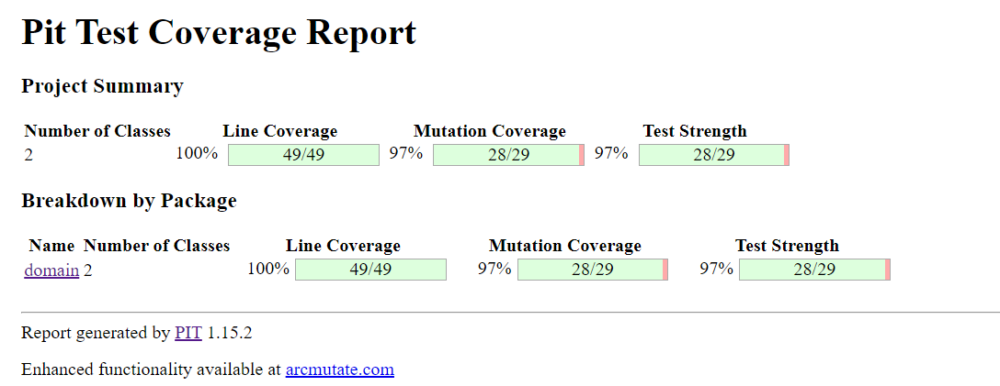 Pit Test Coverage Report
Project Summary
Number of Classes Line Coverage Mutation Coverage Test Strength
2 100% 49/49 97% 28/29 97% 28/29
Breakdown by Package
Name Number of Classes Line Coverage Mutation Coverage Test Strength
domain 2 100% 49/49 97% 28/29 97% 28/29
Report generated by PIT 1.15.2
Enhanced functionality available at arcmutate.com